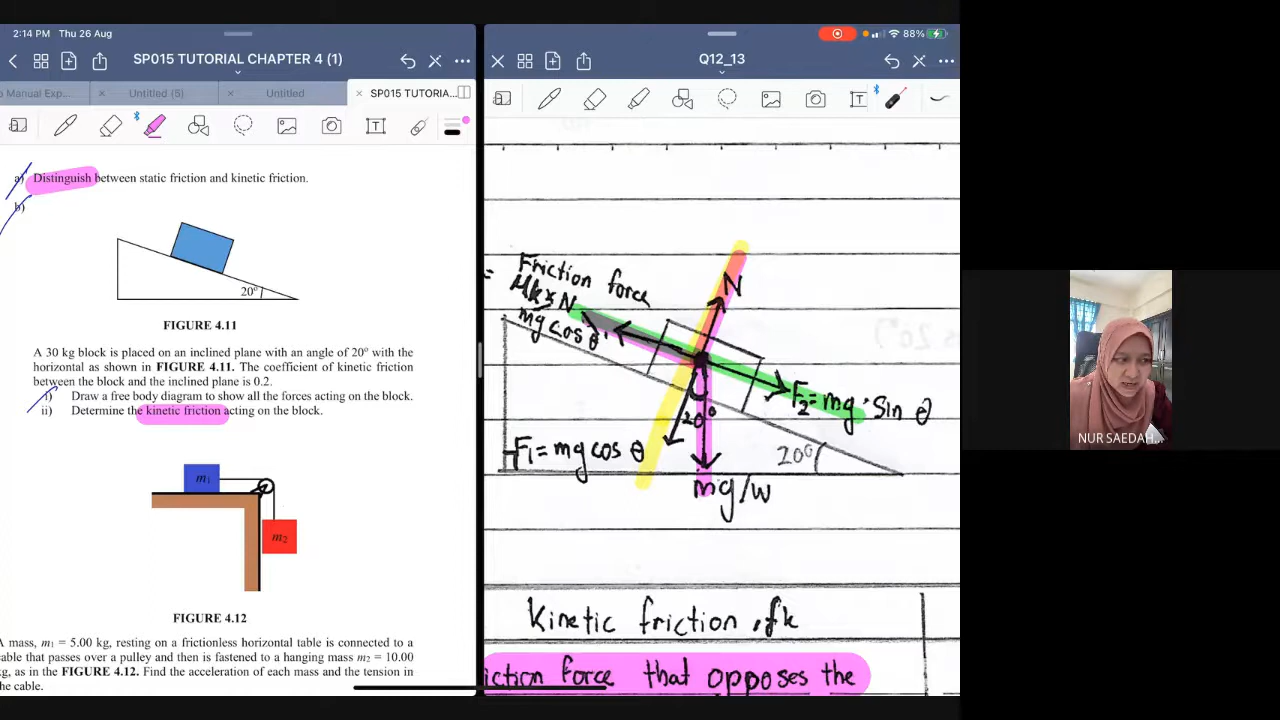 2:14 PM Thu 26 Aug
88%
SP015 TUTORIAL CHAPTER 4 (1)
Q12_13
Manual Exp...
Untitled (5)
Untitled
SP015 TUTORIA...
a) Distinguish between static friction and kinetic friction.
b)
20°
FIGURE 4.11
A 30 kg block is placed on an inclined plane with an angle of 20° with the
horizontal as shown in FIGURE 4.11. The coefficient of kinetic friction
between the block and the inclined plane is 0.2.
i) Draw a free body diagram to show all the forces acting on the block.
ii) Determine the kinetic friction acting on the block.
m₁
m₂
FIGURE 4.12
A mass, m₁ = 5.00 kg, resting on a frictionless horizontal table is connected to a
cable that passes over a pulley and then is fastened to a hanging mass m₂ = 10.00
kg, as in the FIGURE 4.12. Find the acceleration of each mass and the tension in
the cable.
= Friction force
μk × N
mg cos θ
N
F₂ = mg · sin θ
20°
F₁ = mg cos θ
20°
mg/w
Kinetic friction, fk
iction force that opposes the
NUR SAEDAH...